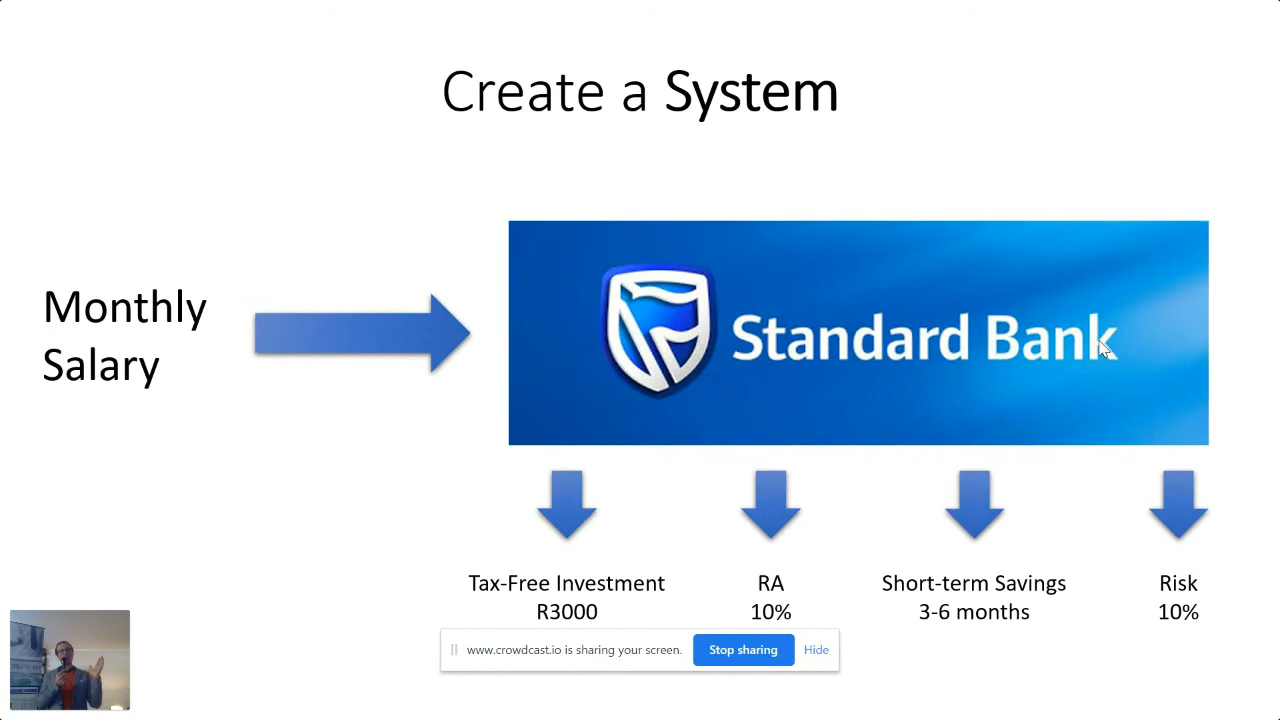 Create a System
Monthly
Salary
Standard Bank
Tax-Free Investment
R3000
RA
10%
Short-term Savings
3-6 months
Risk
10%
www.crowdcast.io is sharing your screen.
Stop sharing
Hide